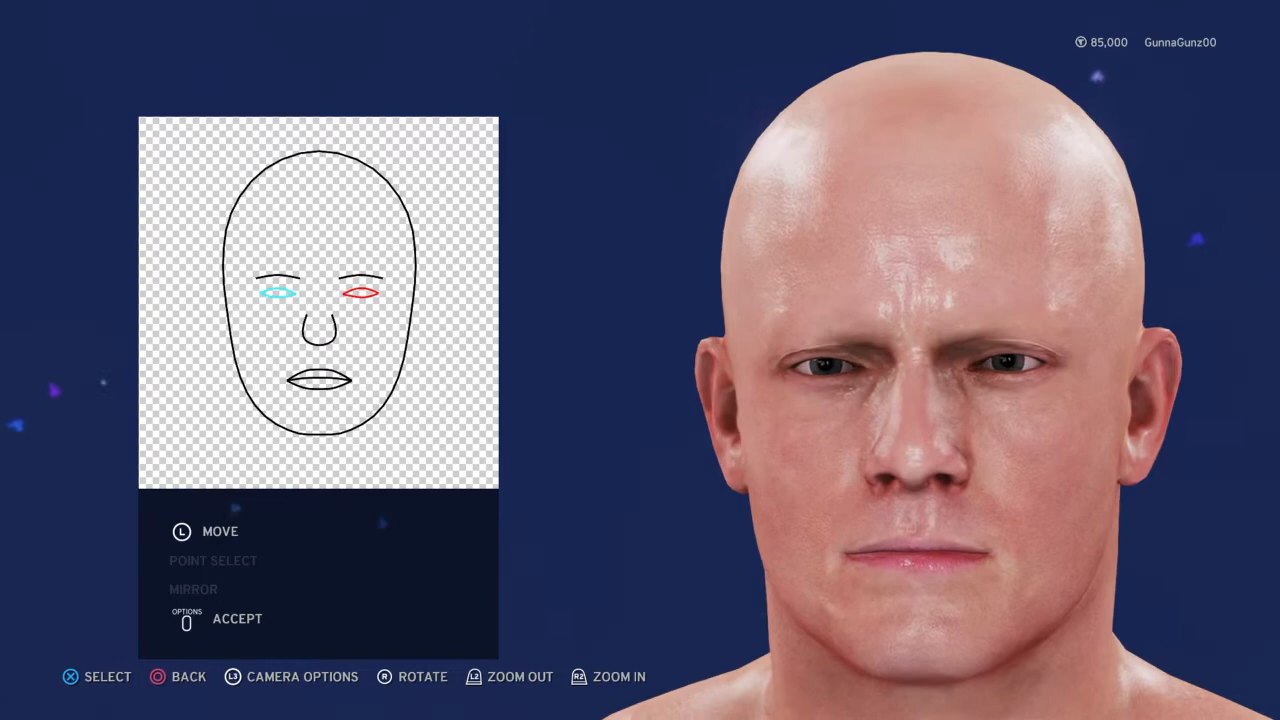 85,000 GunnaGunz00
L MOVE
POINT SELECT
MIRROR
OPTIONS
ACCEPT
SELECT BACK L3 CAMERA OPTIONS R ROTATE L2 ZOOM OUT R2 ZOOM IN